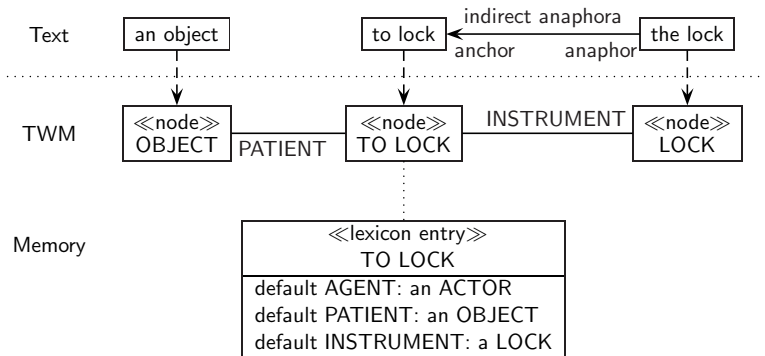 indirect anaphora
Text
an object
to lock
the lock
anchor
anaphor
TWM
≪node≫
OBJECT
PATIENT
≪node≫
TO LOCK
INSTRUMENT
≪node≫
LOCK
Memory
≪lexicon entry≫
TO LOCK
default AGENT: an ACTOR
default PATIENT: an OBJECT
default INSTRUMENT: a LOCK